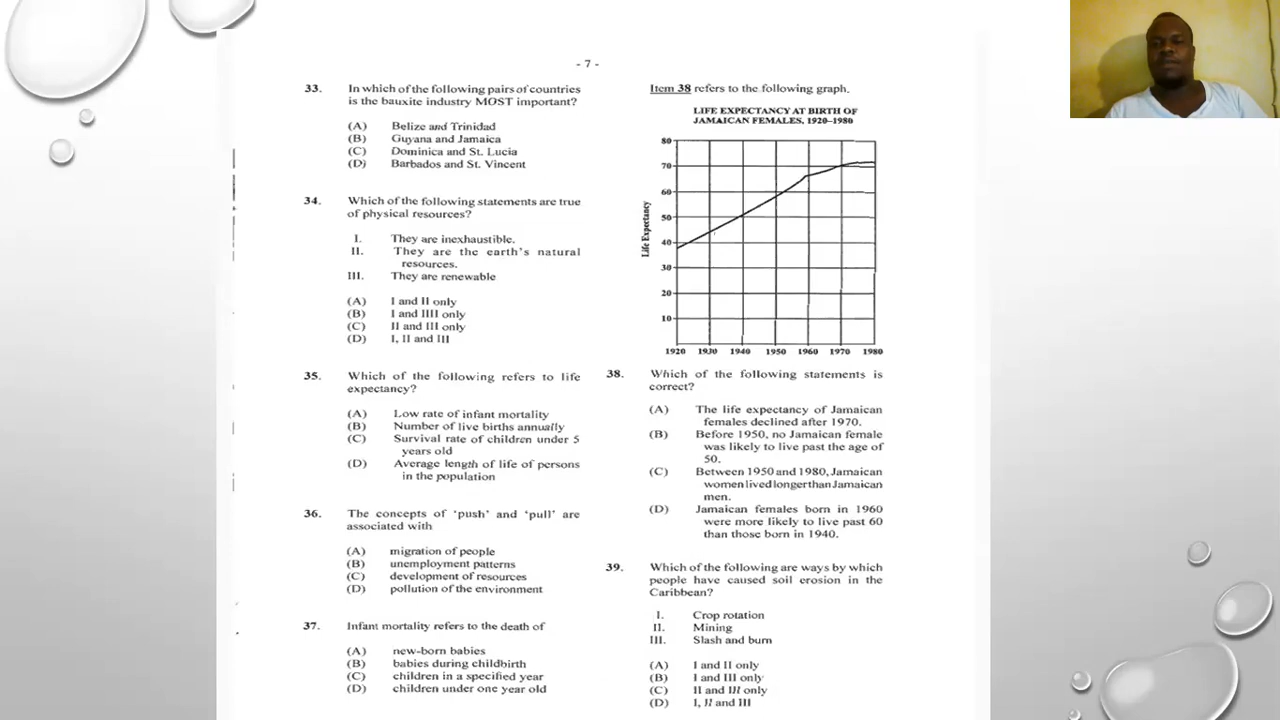 - 7 -
33. In which of the following pairs of countries
is the bauxite industry MOST important?
(A) Belize and Trinidad
(B) Guyana and Jamaica
(C) Dominica and St. Lucia
(D) Barbados and St. Vincent
34. Which of the following statements are true
of physical resources?
I. They are inexhaustible.
II. They are the earth's natural
resources.
III. They are renewable
(A) I and II only
(B) I and IIII only
(C) II and III only
(D) I, II and III
35. Which of the following refers to life
expectancy?
(A) Low rate of infant mortality
(B) Number of live births annually
(C) Survival rate of children under 5
years old
(D) Average length of life of persons
in the population
36. The concepts of 'push' and 'pull' are
associated with
(A) migration of people
(B) unemployment patterns
(C) development of resources
(D) pollution of the environment
37. Infant mortality refers to the death of
(A) new-born babies
(B) babies during childbirth
(C) children in a specified year
(D) children under one year old
Item 38 refers to the following graph.
LIFE EXPECTANCY AT BIRTH OF
JAMAICAN FEMALES, 1920–1980
80
70
60
50
40
30
20
10
Life Expectancy
1920 1930 1940 1950 1960 1970 1980
38. Which of the following statements is
correct?
(A) The life expectancy of Jamaican
females declined after 1970.
(B) Before 1950, no Jamaican female
was likely to live past the age of
50.
(C) Between 1950 and 1980, Jamaican
women lived longer than Jamaican
men.
(D) Jamaican females born in 1960
were more likely to live past 60
than those born in 1940.
39. Which of the following are ways by which
people have caused soil erosion in the
Caribbean?
I. Crop rotation
II. Mining
III. Slash and burn
(A) I and II only
(B) I and III only
(C) II and III only
(D) I, II and III